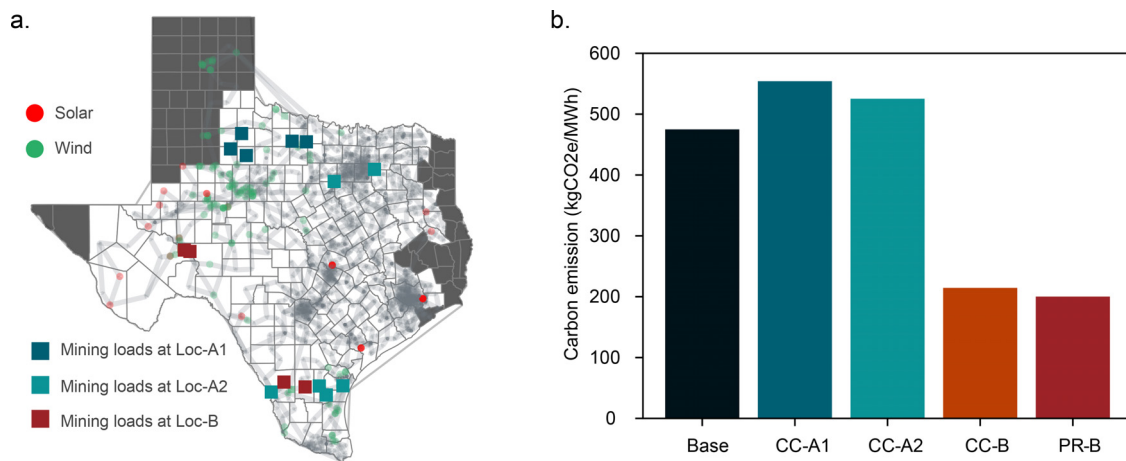 a.
Solar
Wind
Mining loads at Loc-A1
Mining loads at Loc-A2
Mining loads at Loc-B
b.
Carbon emission (kgCO2e/MWh)
600
500
400
300
200
100
0
Base
CC-A1
CC-A2
CC-B
PR-B